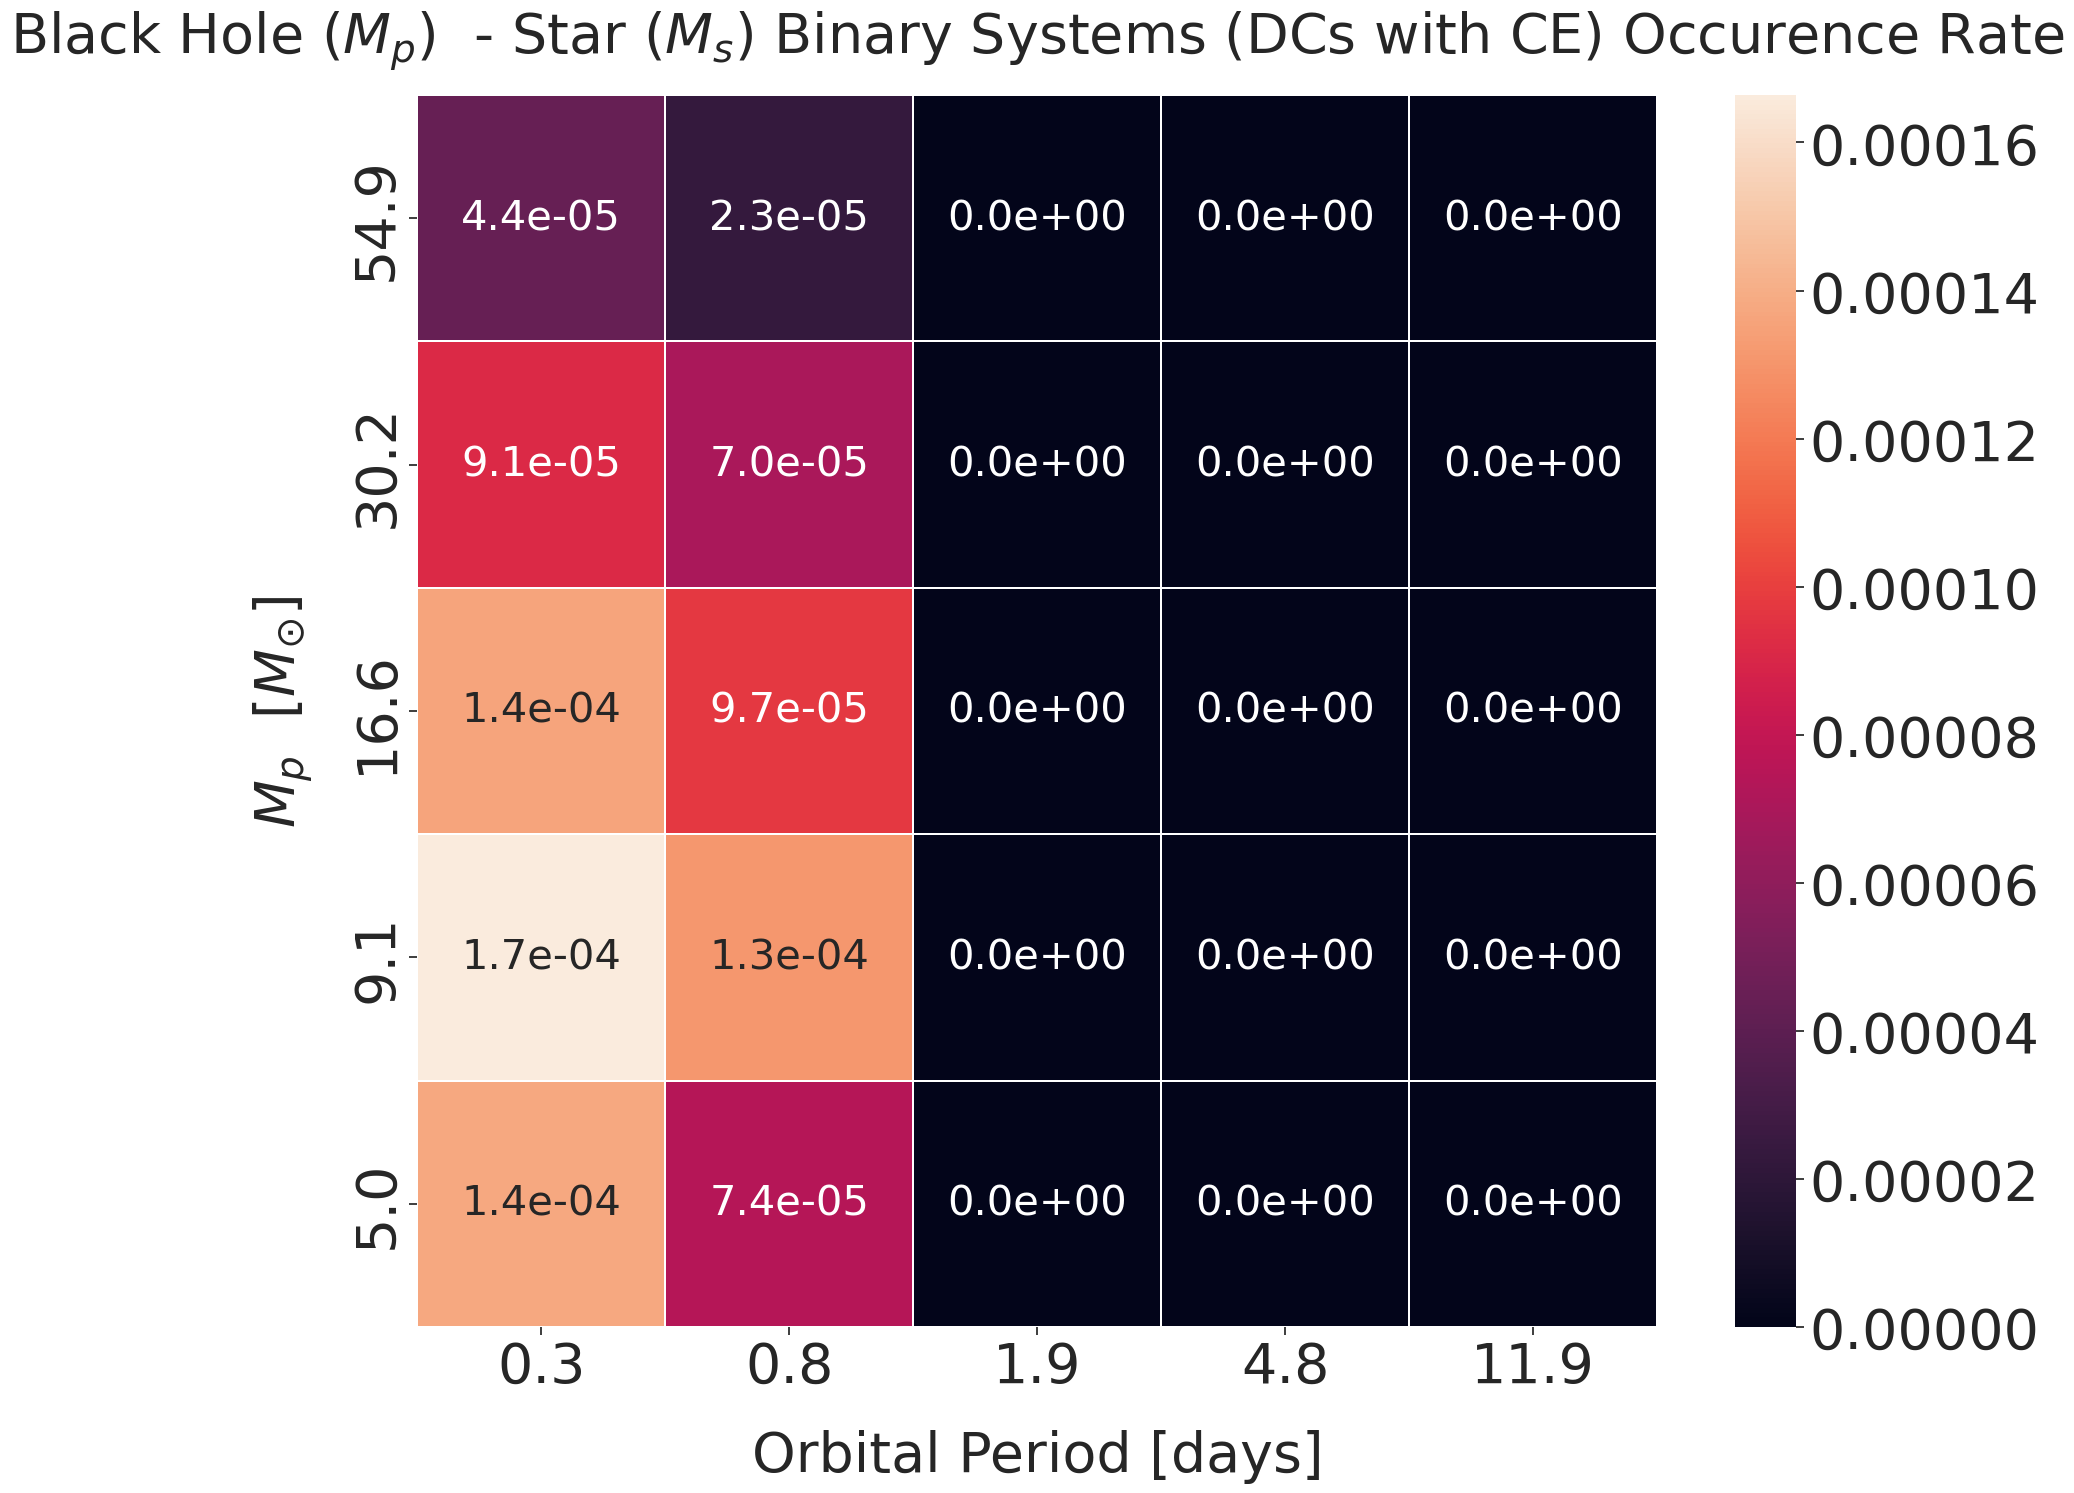 Black Hole (M_p) - Star (M_s) Binary Systems (DCs with CE) Occurence Rate
M_p [M_⊙]
54.9 4.4e-05 2.3e-05 0.0e+00 0.0e+00 0.0e+00
30.2 9.1e-05 7.0e-05 0.0e+00 0.0e+00 0.0e+00
16.6 1.4e-04 9.7e-05 0.0e+00 0.0e+00 0.0e+00
9.1 1.7e-04 1.3e-04 0.0e+00 0.0e+00 0.0e+00
5.0 1.4e-04 7.4e-05 0.0e+00 0.0e+00 0.0e+00
0.3 0.8 1.9 4.8 11.9
Orbital Period [days]
0.00016
0.00014
0.00012
0.00010
0.00008
0.00006
0.00004
0.00002
0.00000